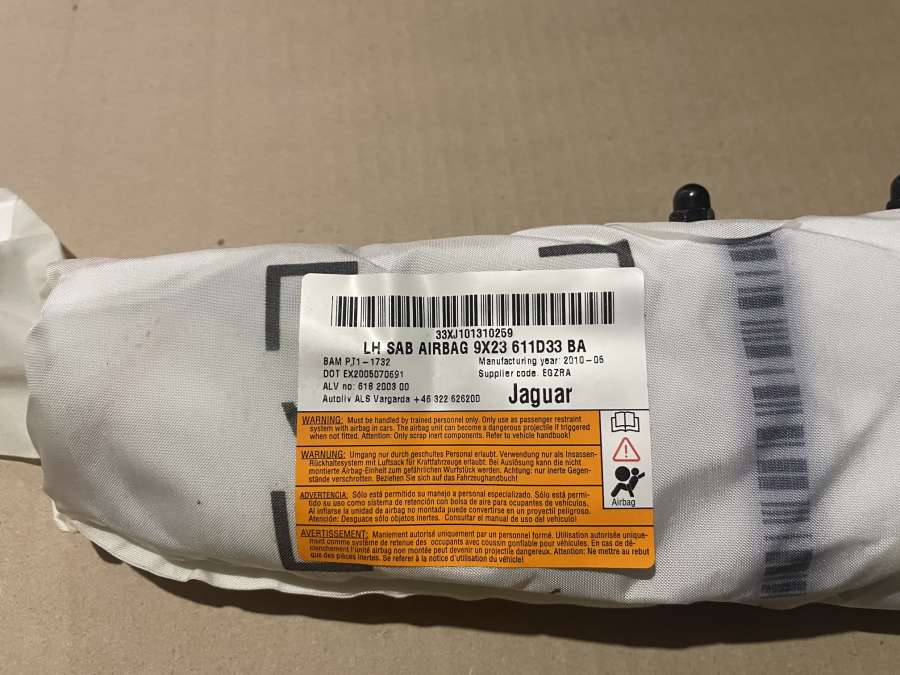 33XJ101310259
LH SAB AIRBAG 9X23 611D33 BA
BAM PT1-1732 Manufacturing year: 2010-05
DOT EX2005070691 Supplier code. EGZRA
ALV no: 618 2003 00
Autoliv ALS Vargarda +46 322 626200 Jaguar
WARNING: Must be handled by trained personnel only. Only use as passenger restraint
system with airbag in cars. The airbag unit can become a dangerous projectile if triggered
when not fitted. Attention: Only scrap inert components. Refer to vehicle handbook!
WARNUNG: Umgang nur durch geschultes Personal erlaubt. Verwendung nur als Insassen-
Rückhaltesystem mit Luftsack für Kraftfahrzeuge erlaubt. Bei Auslösung kann die nicht
montierte Airbag-Einheit zum gefährlichen Wurfstück werden. Achtung: nur inerte Gegen-
stände verschrotten. Beziehen Sie sich auf das Fahrzeughandbuch!
Airbag
ADVERTENCIA: Sólo está permitido su manejo a personal especializado. Sólo está permi-
tido su uso como sistema de retención con bolsa de aire para ocupantes de vehículos.
Al inflarse la unidad de airbag no montada puede convertirse en un proyectil peligroso.
Atención: Desguace sólo objetos inertes. Consultar el manual de uso del vehículo!
AVERTISSEMENT: Maniement autorisé uniquement par un personnel formé. Utilisation autorisée unique-
ment comme système de retenue des occupants avec coussin gonflable pour véhicules. En cas de dé-
clenchement l'unité airbag non montée peut devenir un projectile dangereux. Attention: Ne mettre au rebut
que des pièces inertes. Se référer à la notice d'utilisation du véhicule!